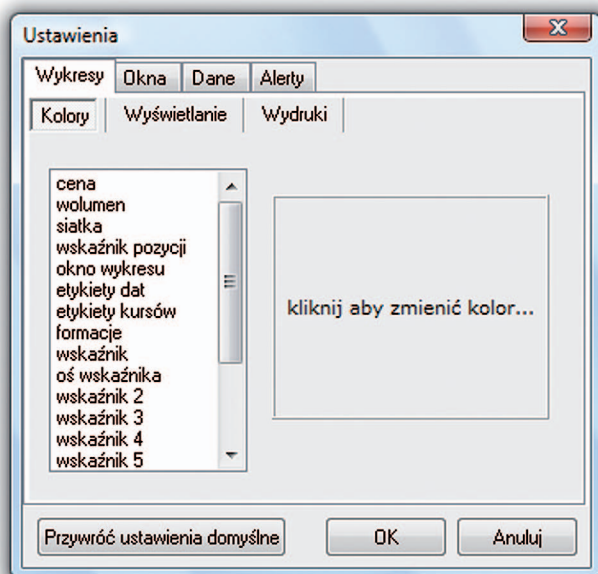 Ustawienia
Wykresy Okna Dane Alerty
Kolory Wyświetlanie Wydruki
cena
wolumen
siatka
wskaźnik pozycji
okno wykresu
etykiety dat
etykiety kursów
formacje
wskaźnik
oś wskaźnika
wskaźnik 2
wskaźnik 3
wskaźnik 4
wskaźnik 5
kliknij aby zmienić kolor...
Przywróć ustawienia domyślne OK Anuluj